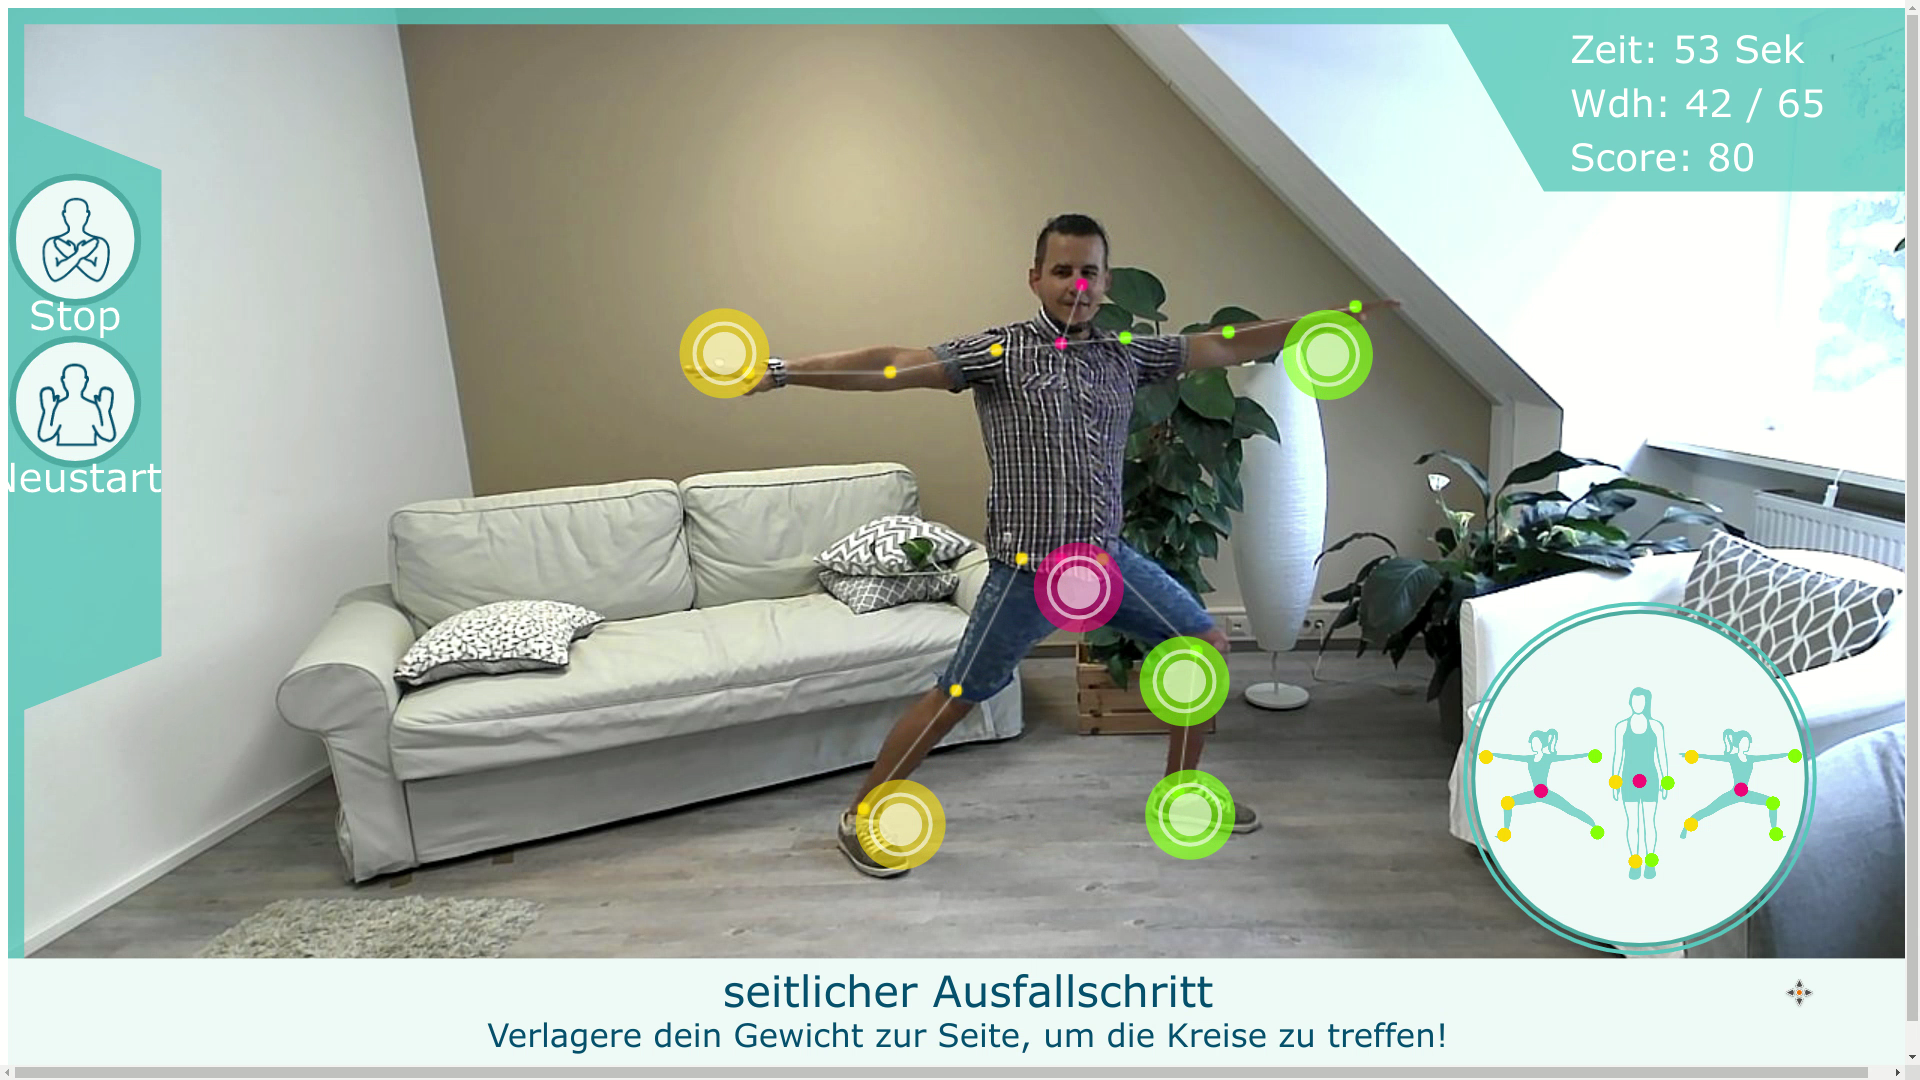 Zeit: 53 Sek
Wdh: 42 / 65
Score: 80
Stop
Neustart
seitlicher Ausfallschritt
Verlagere dein Gewicht zur Seite, um die Kreise zu treffen!